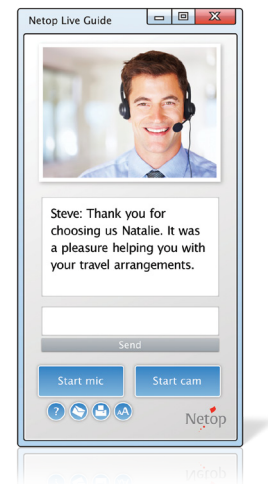 Netop Live Guide
Steve: Thank you for
choosing us Natalie. It was
a pleasure helping you with
your travel arrangements.
Send
Start mic
Start cam
? AA
Netop